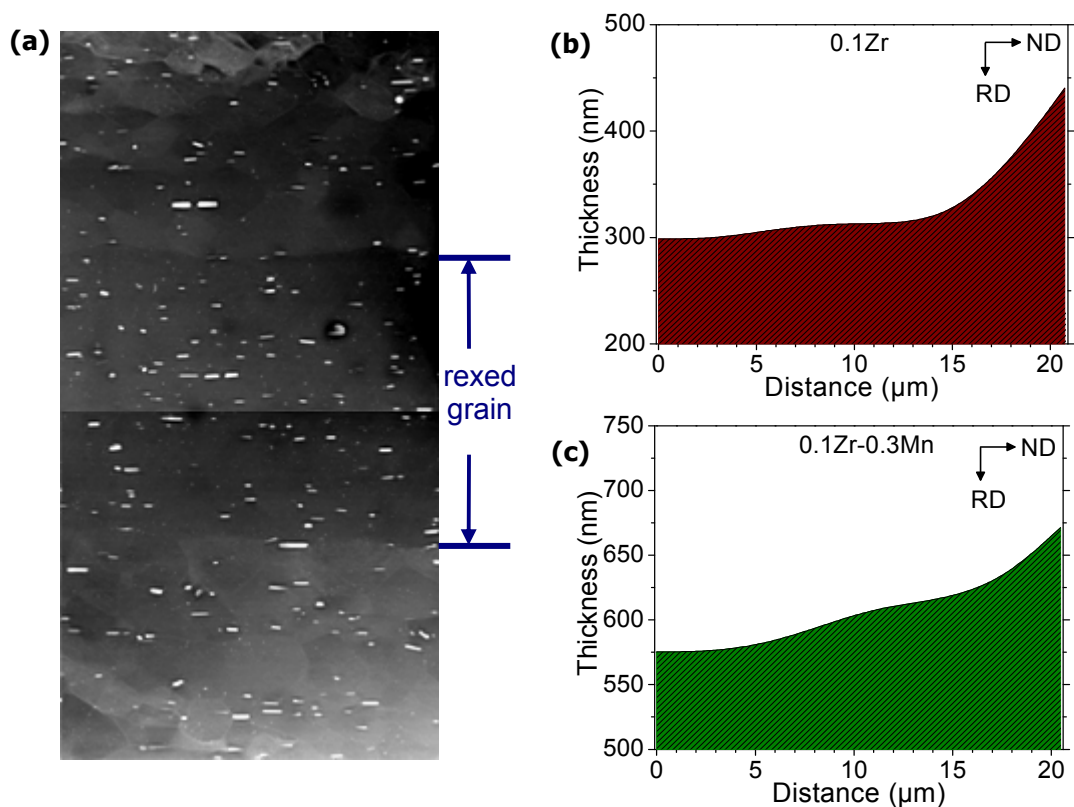 (a)
rexed
grain
(b)
0.1Zr
ND
RD
Thickness (nm)
500
400
300
200
0 5 10 15 20
Distance (µm)
(c)
0.1Zr-0.3Mn
ND
RD
Thickness (nm)
750
700
650
600
550
500
0 5 10 15 20
Distance (µm)